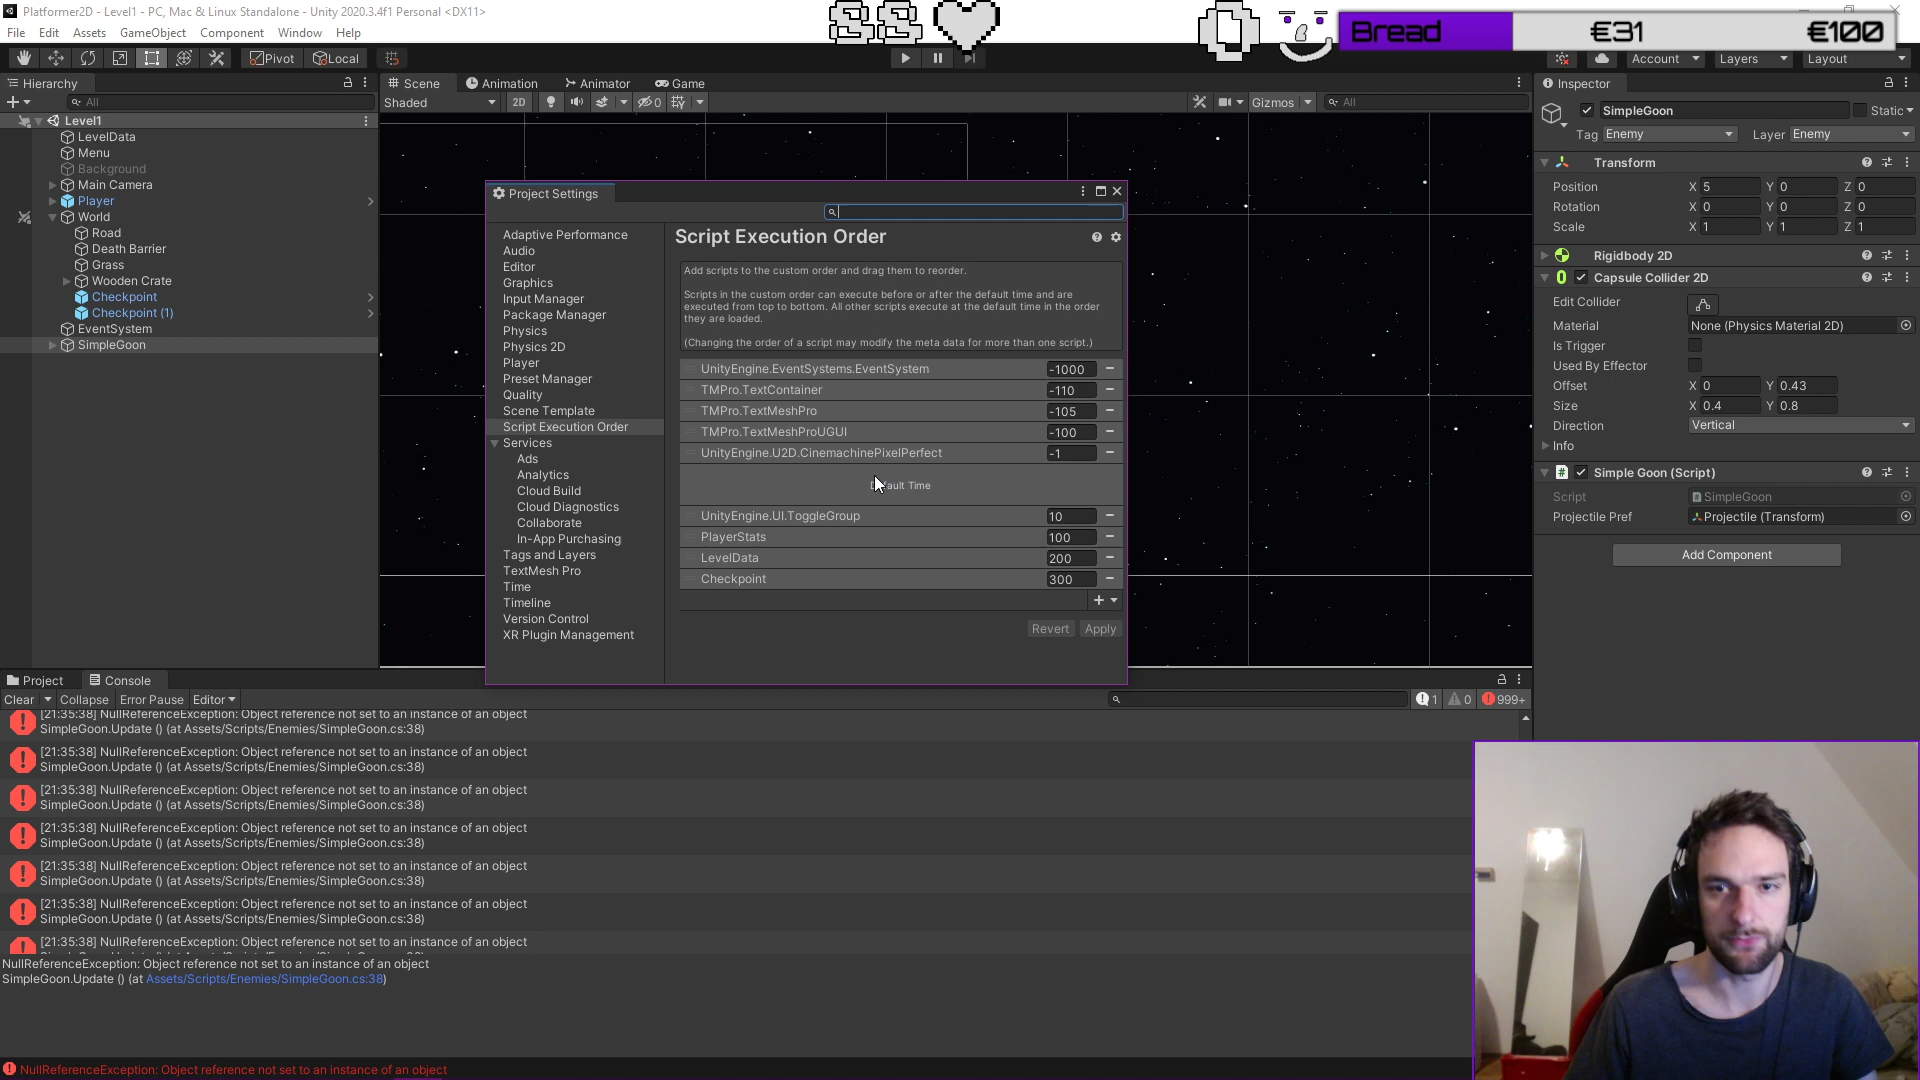 Platformer2D - Level1 - PC, Mac & Linux Standalone - Unity 2020.3.4f1 Personal <DX11>
File Edit Assets GameObject Component Window Help
88
0
Bread €31 €100
Pivot Local
Account Layers Layout
Hierarchy
All
Level1
LevelData
Menu
Background
Main Camera
Player
World
Road
Death Barrier
Grass
Wooden Crate
Checkpoint
Checkpoint (1)
EventSystem
SimpleGoon
Scene Animation Animator Game
Shaded 2D 0 Gizmos All
Project Settings
Adaptive Performance
Audio
Editor
Graphics
Input Manager
Package Manager
Physics
Physics 2D
Player
Preset Manager
Quality
Scene Template
Script Execution Order
Services
Ads
Analytics
Cloud Build
Cloud Diagnostics
Collaborate
In-App Purchasing
Tags and Layers
TextMesh Pro
Time
Timeline
Version Control
XR Plugin Management
Script Execution Order
Add scripts to the custom order and drag them to reorder.
Scripts in the custom order can execute before or after the default time and are
executed from top to bottom. All other scripts execute at the default time in the order
they are loaded.
(Changing the order of a script may modify the meta data for more than one script.)
UnityEngine.EventSystems.EventSystem -1000
TMPro.TextContainer -110
TMPro.TextMeshPro -105
TMPro.TextMeshProUGUI -100
UnityEngine.U2D.CinemachinePixelPerfect -1
Time
UnityEngine.UI.ToggleGroup 10
PlayerStats 100
LevelData 200
Checkpoint 300
Revert Apply
Inspector
SimpleGoon Static
Tag Enemy Layer Enemy
Transform
Position X 5 Y 0 Z 0
Rotation X 0 Y 0 Z 0
Scale X 1 Y 1 Z 1
Rigidbody 2D
Capsule Collider 2D
Edit Collider
Material None (Physics Material 2D)
Is Trigger
Used By Effector
Offset X 0 Y 0.43
Size X 0.4 Y 0.8
Direction Vertical
Info
Simple Goon (Script)
Script SimpleGoon
Projectile Pref Projectile (Transform)
Add Component
Project Console
Clear Collapse Error Pause Editor 1 0 999+
[21:35:38] NullReferenceException: Object reference not set to an instance of an object
SimpleGoon.Update () (at Assets/Scripts/Enemies/SimpleGoon.cs:38)
[21:35:38] NullReferenceException: Object reference not set to an instance of an object
SimpleGoon.Update () (at Assets/Scripts/Enemies/SimpleGoon.cs:38)
[21:35:38] NullReferenceException: Object reference not set to an instance of an object
SimpleGoon.Update () (at Assets/Scripts/Enemies/SimpleGoon.cs:38)
[21:35:38] NullReferenceException: Object reference not set to an instance of an object
SimpleGoon.Update () (at Assets/Scripts/Enemies/SimpleGoon.cs:38)
[21:35:38] NullReferenceException: Object reference not set to an instance of an object
SimpleGoon.Update () (at Assets/Scripts/Enemies/SimpleGoon.cs:38)
[21:35:38] NullReferenceException: Object reference not set to an instance of an object
SimpleGoon.Update () (at Assets/Scripts/Enemies/SimpleGoon.cs:38)
[21:35:38] NullReferenceException: Object reference not set to an instance of an object
NullReferenceException: Object reference not set to an instance of an object
SimpleGoon.Update () (at Assets/Scripts/Enemies/SimpleGoon.cs:38)
NullReferenceException: Object reference not set to an instance of an object